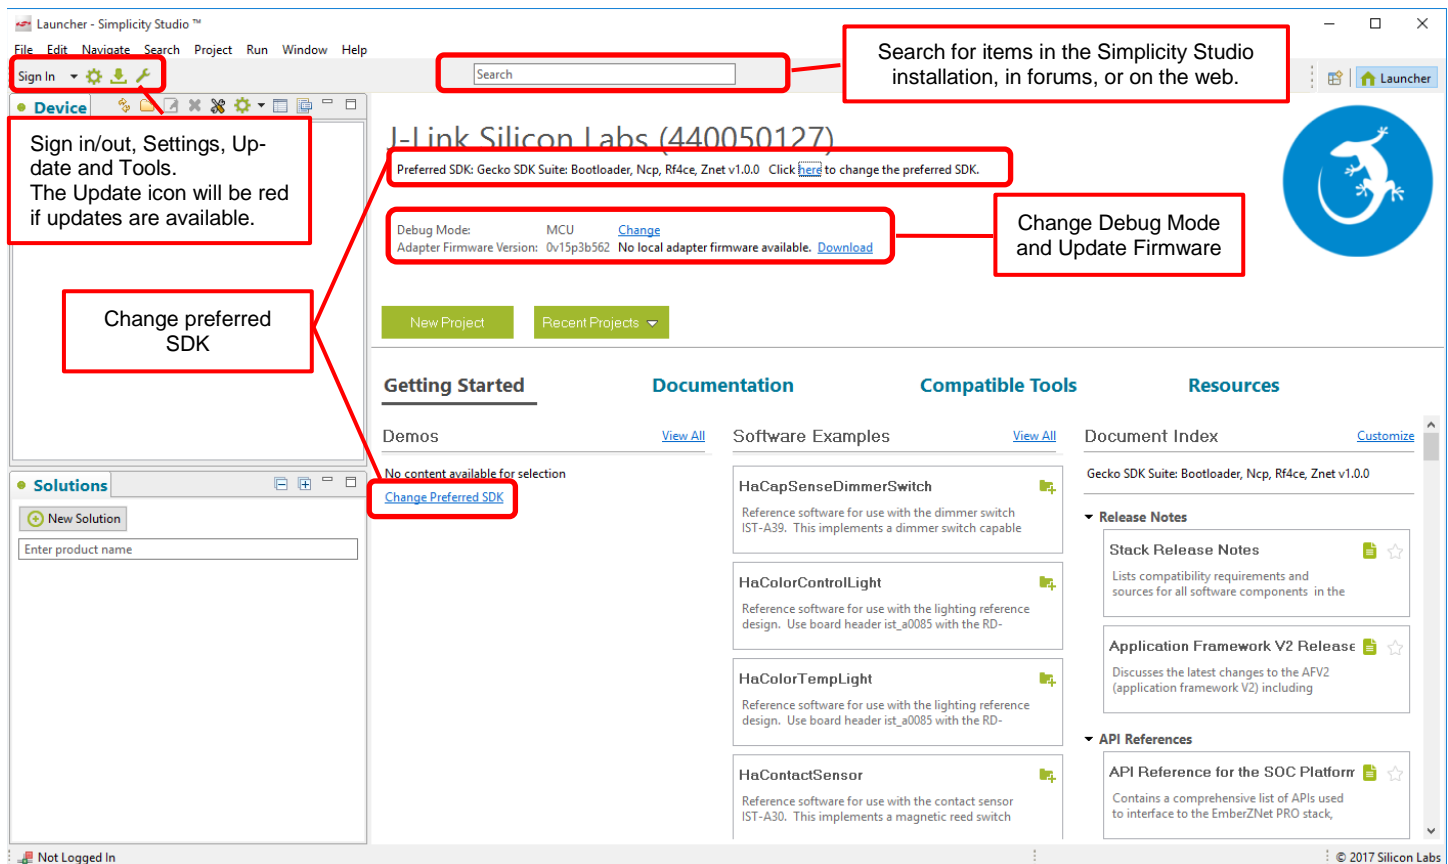 Launcher - Simplicity Studio ™
File Edit Navigate Search Project Run Window Help
Sign In
Search
Search for items in the Simplicity Studio
installation, in forums, or on the web.
Launcher
Device
Sign in/out, Settings, Up-
date and Tools.
The Update icon will be red
if updates are available.
J-Link Silicon Labs (440050127)
Preferred SDK: Gecko SDK Suite: Bootloader, Ncp, Rf4ce, Znet v1.0.0 Click here to change the preferred SDK.
Debug Mode: MCU Change
Adapter Firmware Version: 0v15p3b562 No local adapter firmware available. Download
Change Debug Mode
and Update Firmware
Change preferred
SDK
New Project
Recent Projects
Getting Started
Documentation
Compatible Tools
Resources
Demos
View All
No content available for selection
Change Preferred SDK
Software Examples
View All
HaCapSenseDimmerSwitch
Reference software for use with the dimmer switch
IST-A39. This implements a dimmer switch capable
HaColorControlLight
Reference software for use with the lighting reference
design. Use board header ist_a0085 with the RD-
HaColorTempLight
Reference software for use with the lighting reference
design. Use board header ist_a0085 with the RD-
HaContactSensor
Reference software for use with the contact sensor
IST-A30. This implements a magnetic reed switch
Document Index
Customize
Gecko SDK Suite: Bootloader, Ncp, Rf4ce, Znet v1.0.0
Release Notes
Stack Release Notes
Lists compatibility requirements and
sources for all software components in the
Application Framework V2 Release
Discusses the latest changes to the AFV2
(application framework V2) including
API References
API Reference for the SOC Platform
Contains a comprehensive list of APIs used
to interface to the EmberZNet PRO stack,
Solutions
New Solution
Enter product name
Not Logged In
© 2017 Silicon Labs